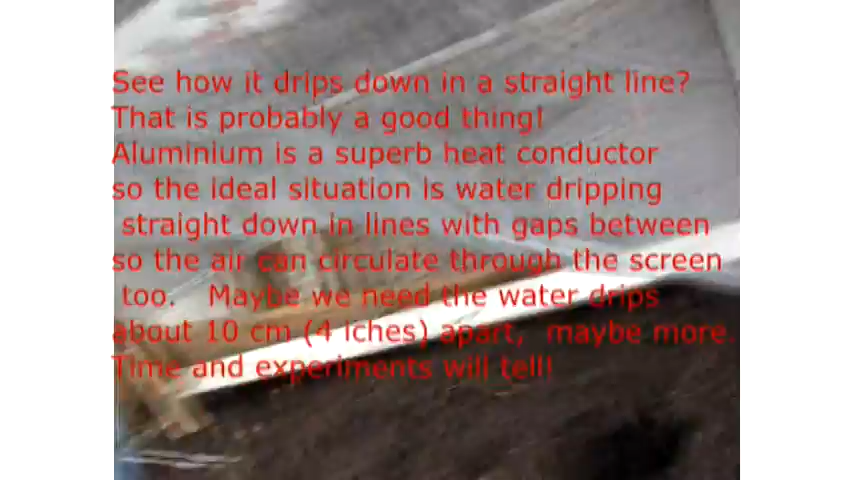 See how it drips down in a straight line?
That is probably a good thing!
Aluminium is a superb heat conductor
so the ideal situation is water dripping
straight down in lines with gaps between
so the air can circulate through the screen
too. Maybe we need the water drips
about 10 cm (4 iches) apart, maybe more.
Time and experiments will tell!